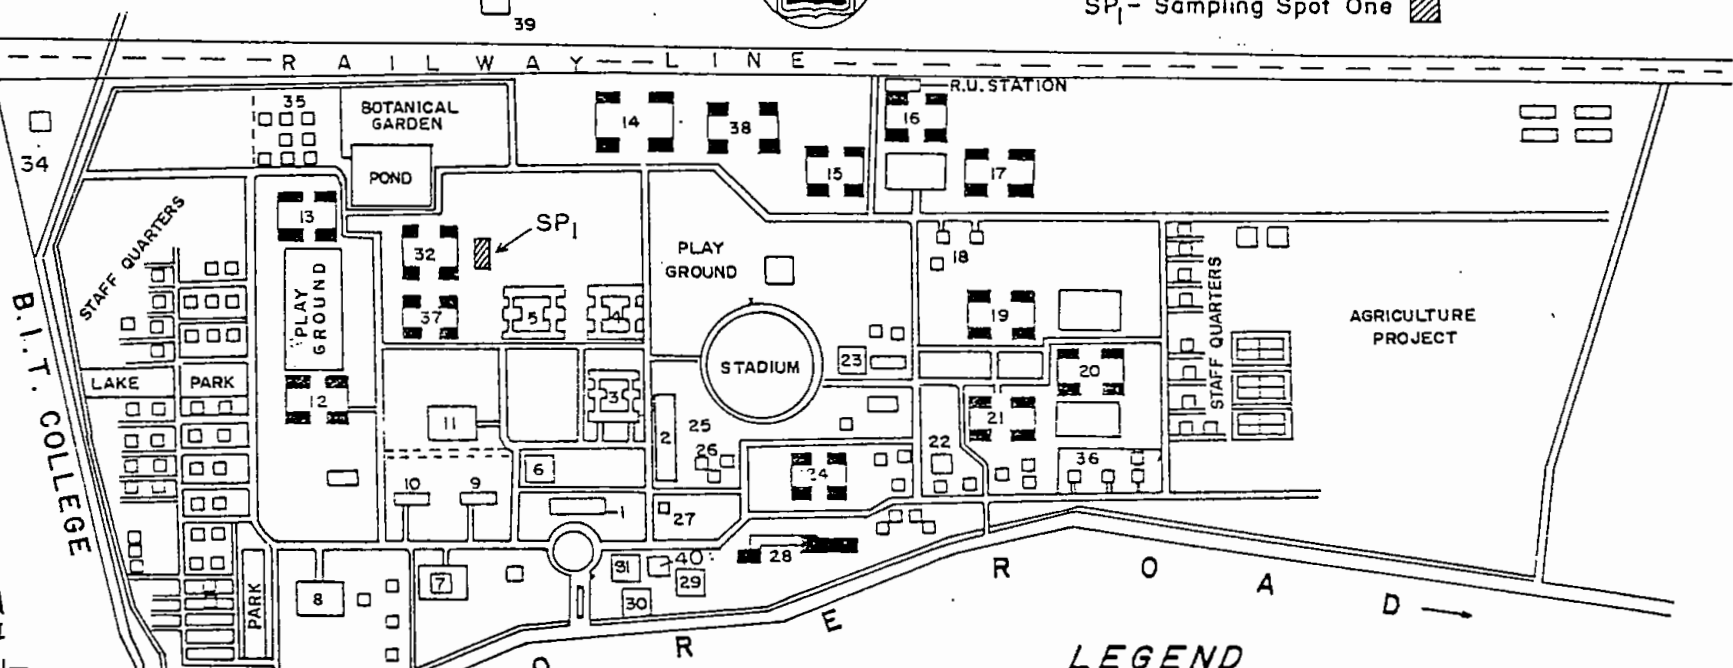 39
SP1- Sampling Spot One
RAILWAY LINE
R.U. STATION
35
BOTANICAL
GARDEN
14
38
16
34
POND
15
17
STAFF QUARTERS
13
SP1
32
PLAY
GROUND
18
STAFF QUARTERS
B.I.T. COLLEGE
PLAY
GROUND
37
5
4
19
AGRICULTURE
PROJECT
STADIUM
23
20
LAKE
PARK
12
3
11
2
25
26
21
22
36
6
24
10
9
1
27
28
40
31
29
30
7
8
PARK
R O A D
R E
LEGEND